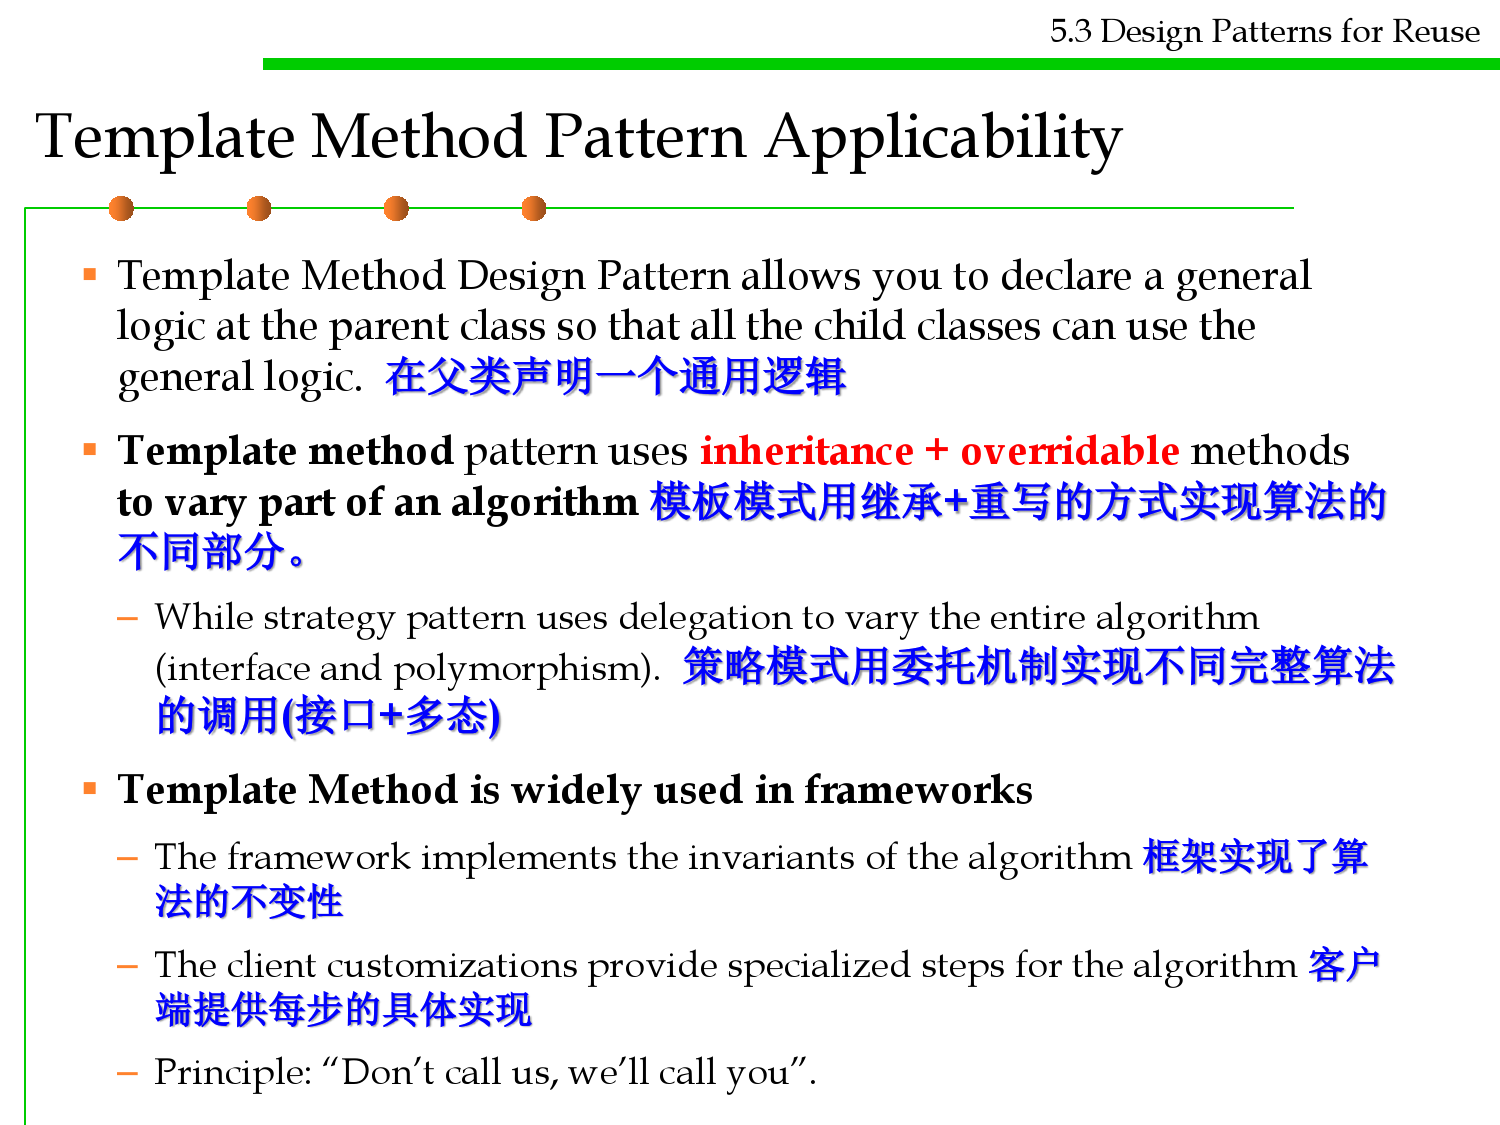 5.3 Design Patterns for Reuse
Template Method Pattern Applicability
Template Method Design Pattern allows you to declare a general
logic at the parent class so that all the child classes can use the
general logic. 在父类声明一个通用逻辑
Template method pattern uses inheritance + overridable methods
to vary part of an algorithm 模板模式用继承+重写的方式实现算法的
不同部分。
– While strategy pattern uses delegation to vary the entire algorithm
(interface and polymorphism). 策略模式用委托机制实现不同完整算法
的调用(接口+多态)
Template Method is widely used in frameworks
– The framework implements the invariants of the algorithm 框架实现了算
法的不变性
– The client customizations provide specialized steps for the algorithm 客户
端提供每步的具体实现
– Principle: “Don’t call us, we’ll call you”.